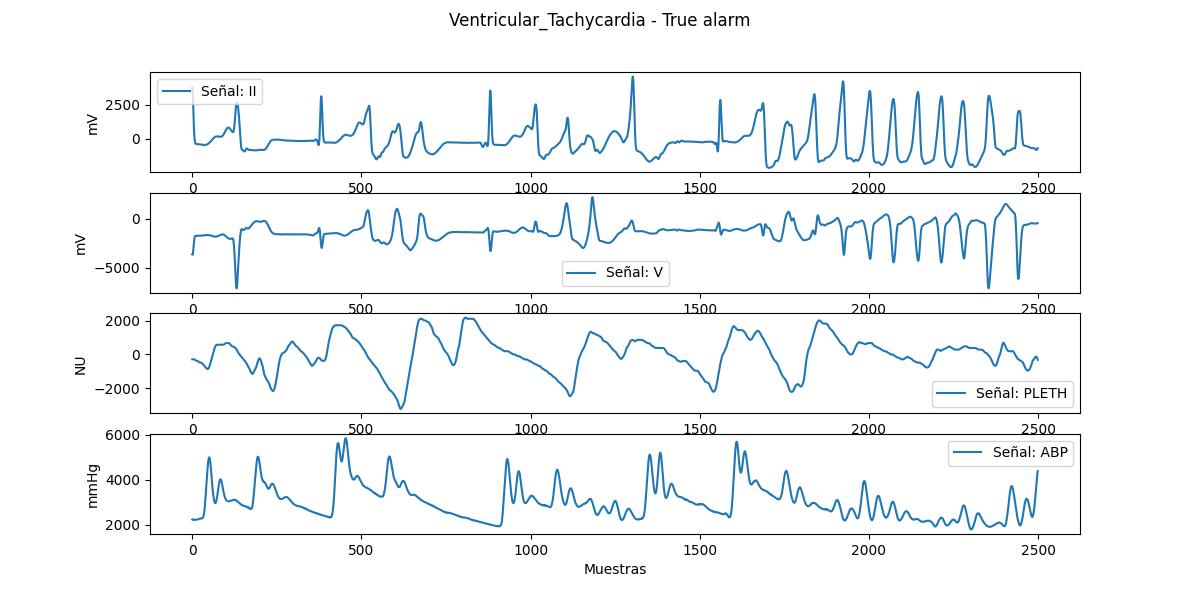 Ventricular_Tachycardia - True alarm
mV
2500
0
Señal: II
0 500 1000 1500 2000 2500
mV
0
−5000
Señal: V
0 500 1000 1500 2000 2500
NU
2000
0
−2000
Señal: PLETH
0 500 1000 1500 2000 2500
mmHg
6000
4000
2000
Señal: ABP
0 500 1000 1500 2000 2500
Muestras